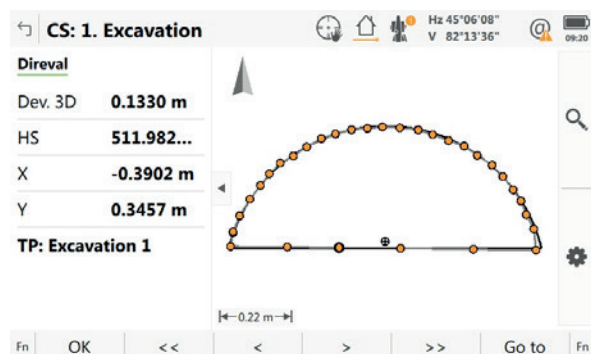 CS: 1. Excavation
Hz 45°06'08"
V 82°13'36"
09:20
Direval
Dev. 3D 0.1330 m
HS 511.982...
X -0.3902 m
Y 0.3457 m
TP: Excavation 1
0.22 m
Fn OK << < > >> Go to Fn